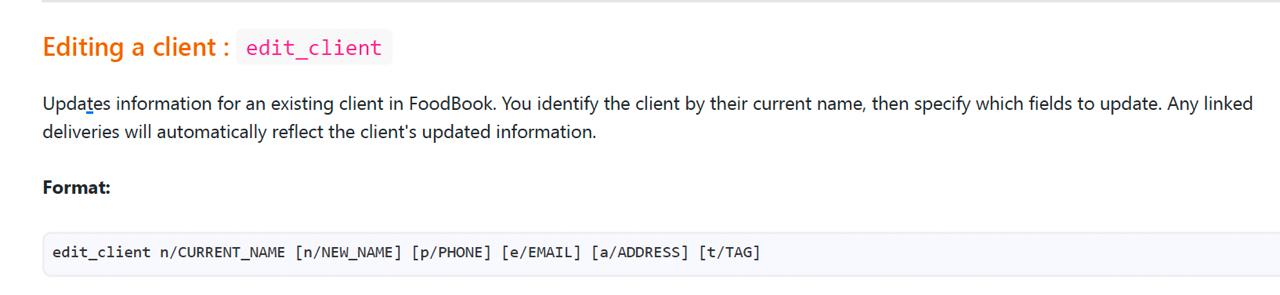 Editing a client : edit_client
Updates information for an existing client in FoodBook. You identify the client by their current name, then specify which fields to update. Any linked
deliveries will automatically reflect the client's updated information.
Format:
edit_client n/CURRENT_NAME [n/NEW_NAME] [p/PHONE] [e/EMAIL] [a/ADDRESS] [t/TAG]